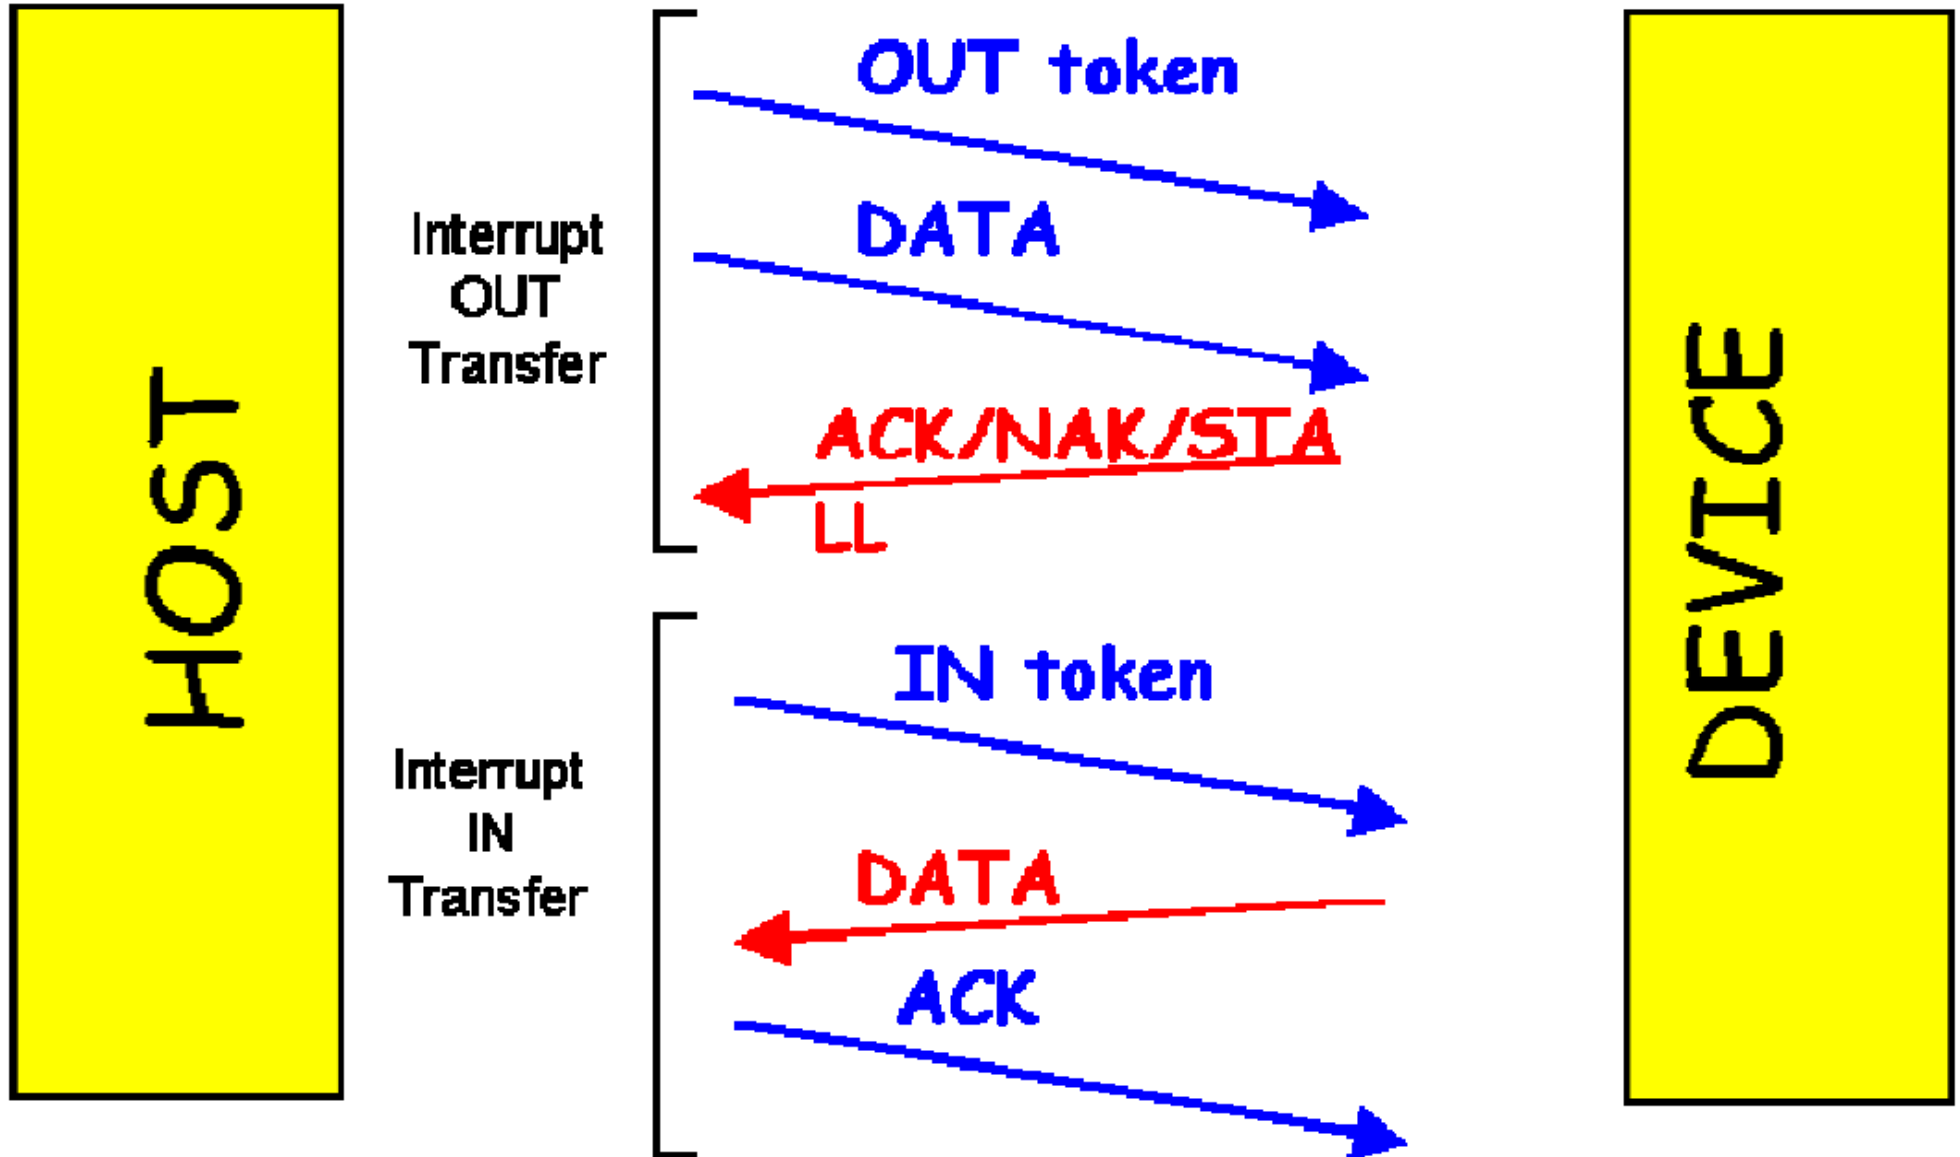 HOST
Interrupt
OUT
Transfer
OUT token
DATA
ACK/NAK/STA
LL
Interrupt
IN
Transfer
IN token
DATA
ACK
DEVICE